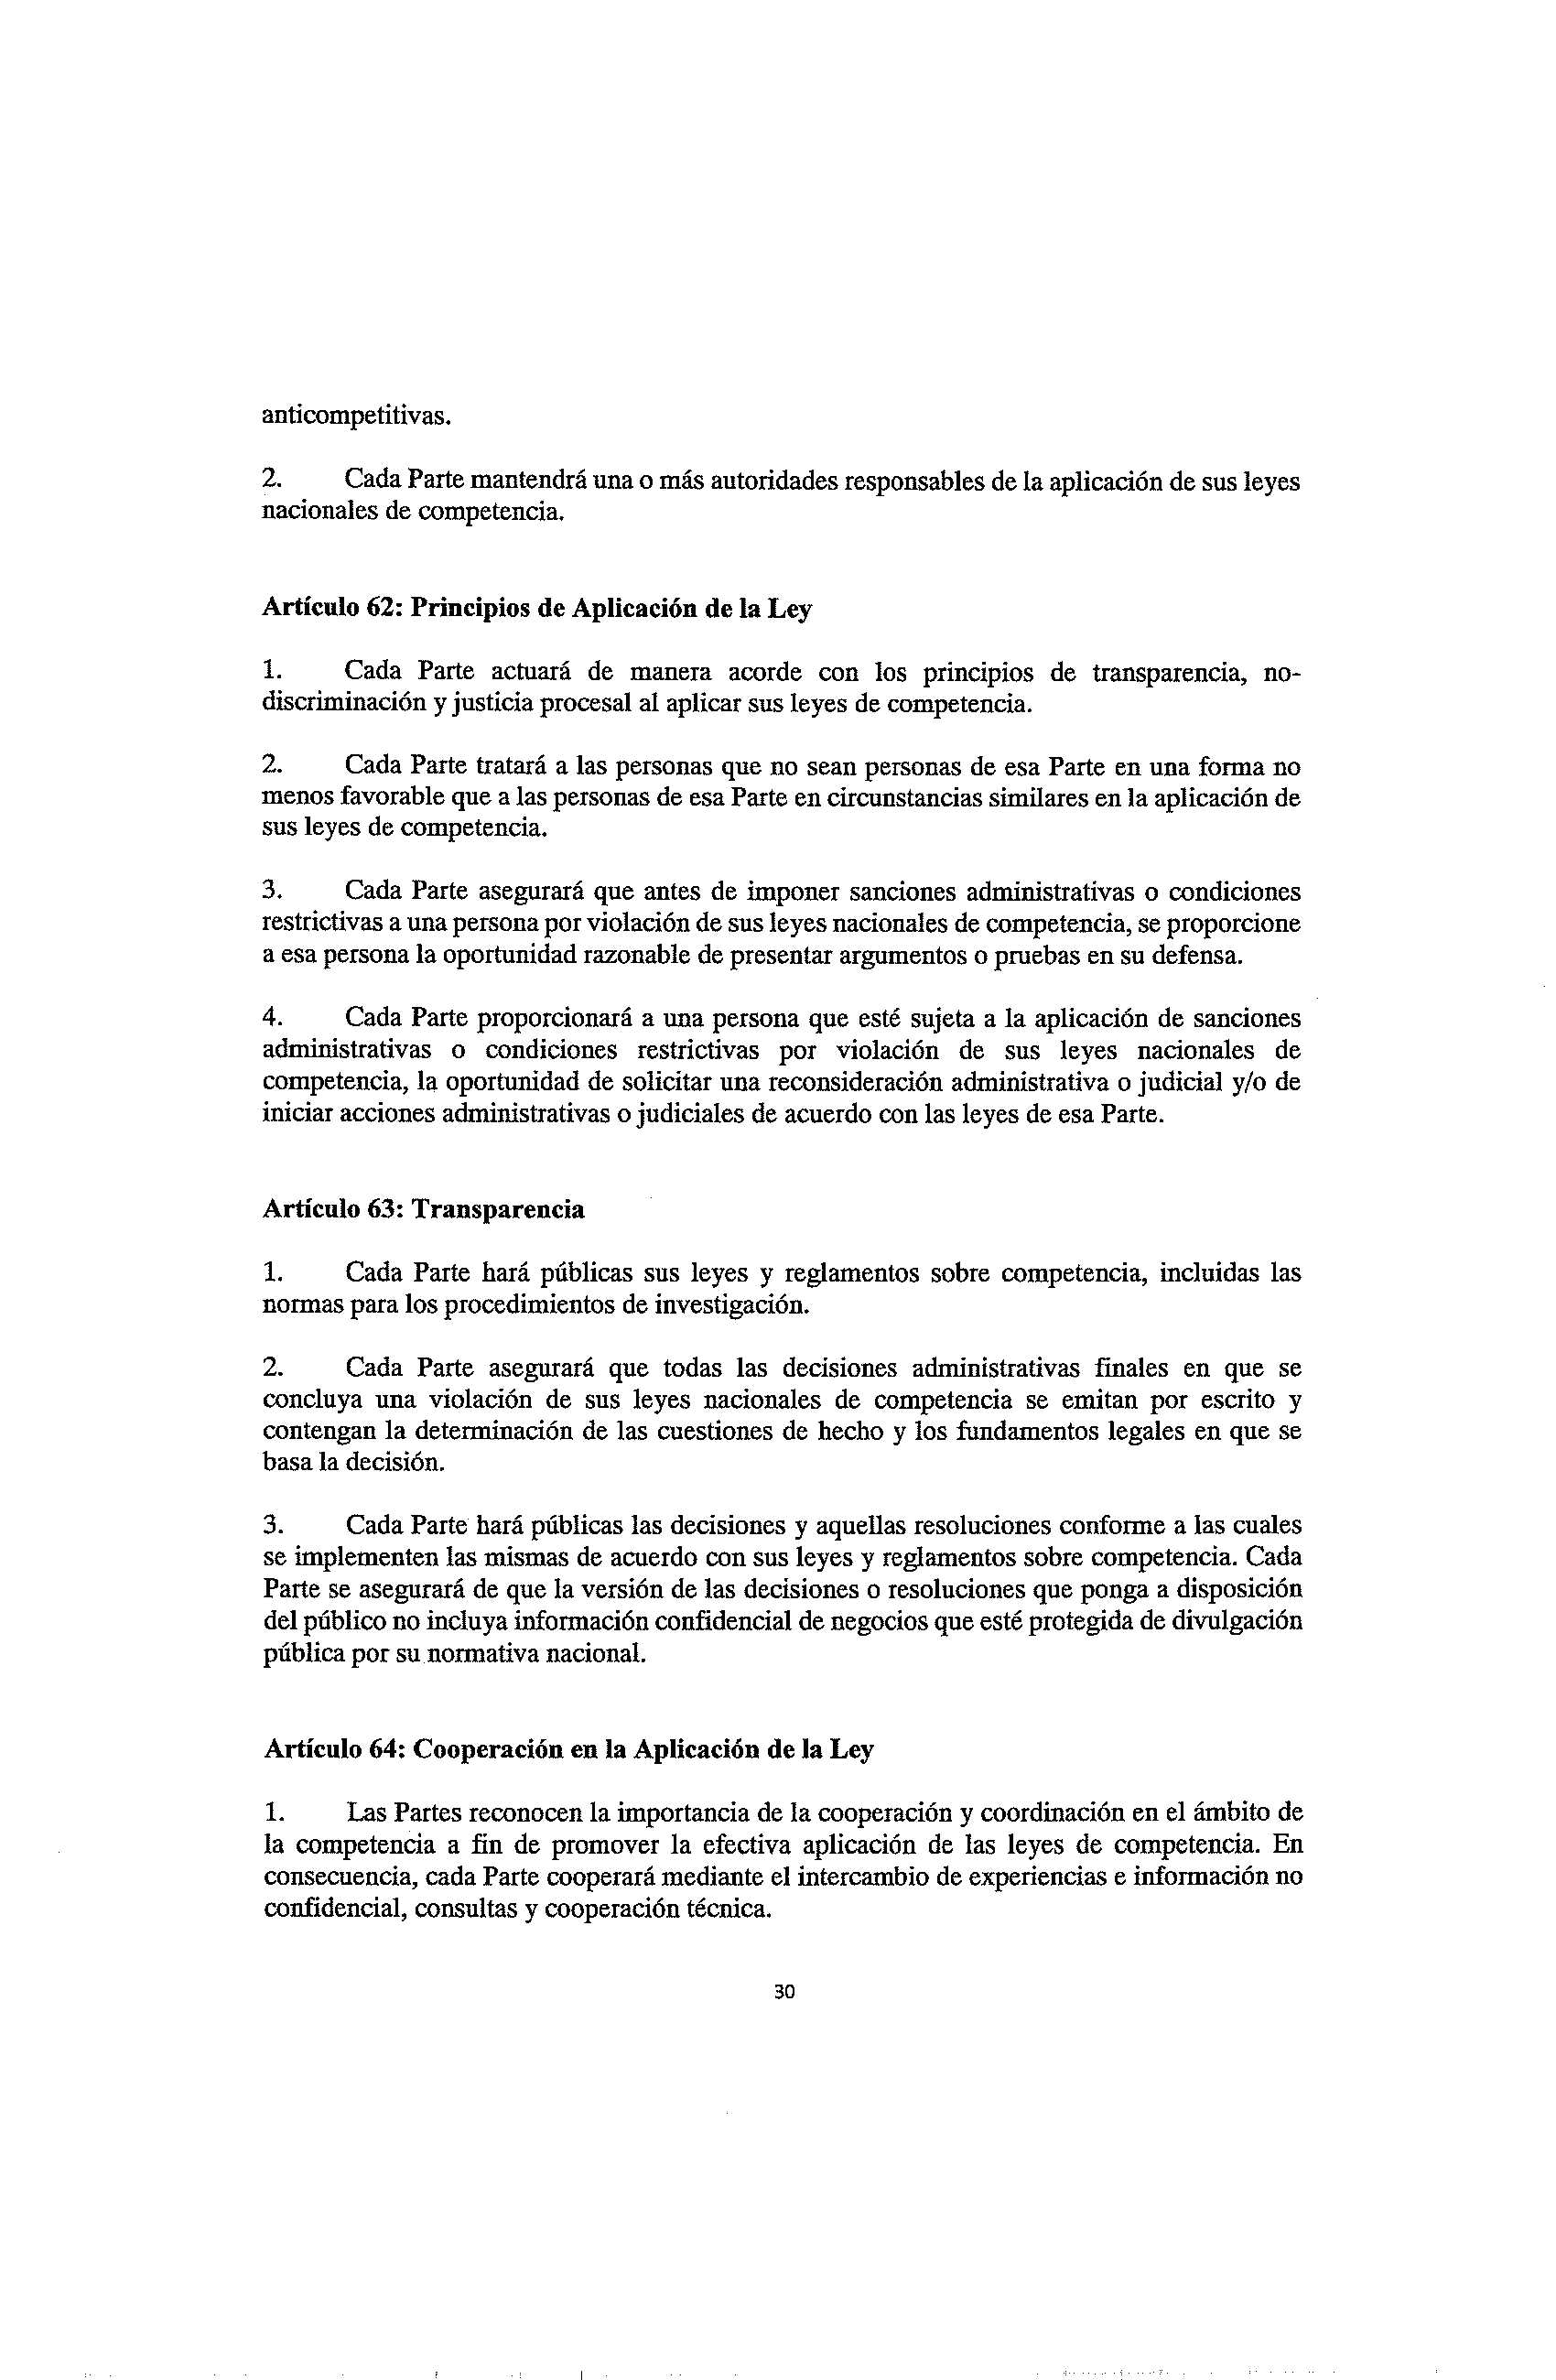 anticompetitivas.
2. Cada Parte mantendrá una o más autoridades responsables de la aplicación de sus leyes
nacionales de competencia.
Artículo 62: Principios de Aplicación de la Ley
1. Cada Parte actuará de manera acorde con los principios de transparencia, no-
discriminación y justicia procesal al aplicar sus leyes de competencia.
2. Cada Parte tratará a las personas que no sean personas de esa Parte en una forma no
menos favorable que a las personas de esa Parte en circunstancias similares en la aplicación de
sus leyes de competencia.
3. Cada Parte asegurará que antes de imponer sanciones administrativas o condiciones
restrictivas a una persona por violación de sus leyes nacionales de competencia, se proporcione
a esa persona la oportunidad razonable de presentar argumentos o pruebas en su defensa.
4. Cada Parte proporcionará a una persona que esté sujeta a la aplicación de sanciones
administrativas o condiciones restrictivas por violación de sus leyes nacionales de
competencia, la oportunidad de solicitar una reconsideración administrativa o judicial y/o de
iniciar acciones administrativas o judiciales de acuerdo con las leyes de esa Parte.
Artículo 63: Transparencia
1. Cada Parte hará públicas sus leyes y reglamentos sobre competencia, incluidas las
normas para los procedimientos de investigación.
2. Cada Parte asegurará que todas las decisiones administrativas finales en que se
concluya una violación de sus leyes nacionales de competencia se emitan por escrito y
contengan la determinación de las cuestiones de hecho y los fundamentos legales en que se
basa la decisión.
3. Cada Parte hará públicas las decisiones y aquellas resoluciones conforme a las cuales
se implementen las mismas de acuerdo con sus leyes y reglamentos sobre competencia. Cada
Parte se asegurará de que la versión de las decisiones o resoluciones que ponga a disposición
del público no incluya información confidencial de negocios que esté protegida de divulgación
pública por su normativa nacional.
Artículo 64: Cooperación en la Aplicación de la Ley
1. Las Partes reconocen la importancia de la cooperación y coordinación en el ámbito de
la competencia a fin de promover la efectiva aplicación de las leyes de competencia. En
consecuencia, cada Parte cooperará mediante el intercambio de experiencias e información no
confidencial, consultas y cooperación técnica.
30